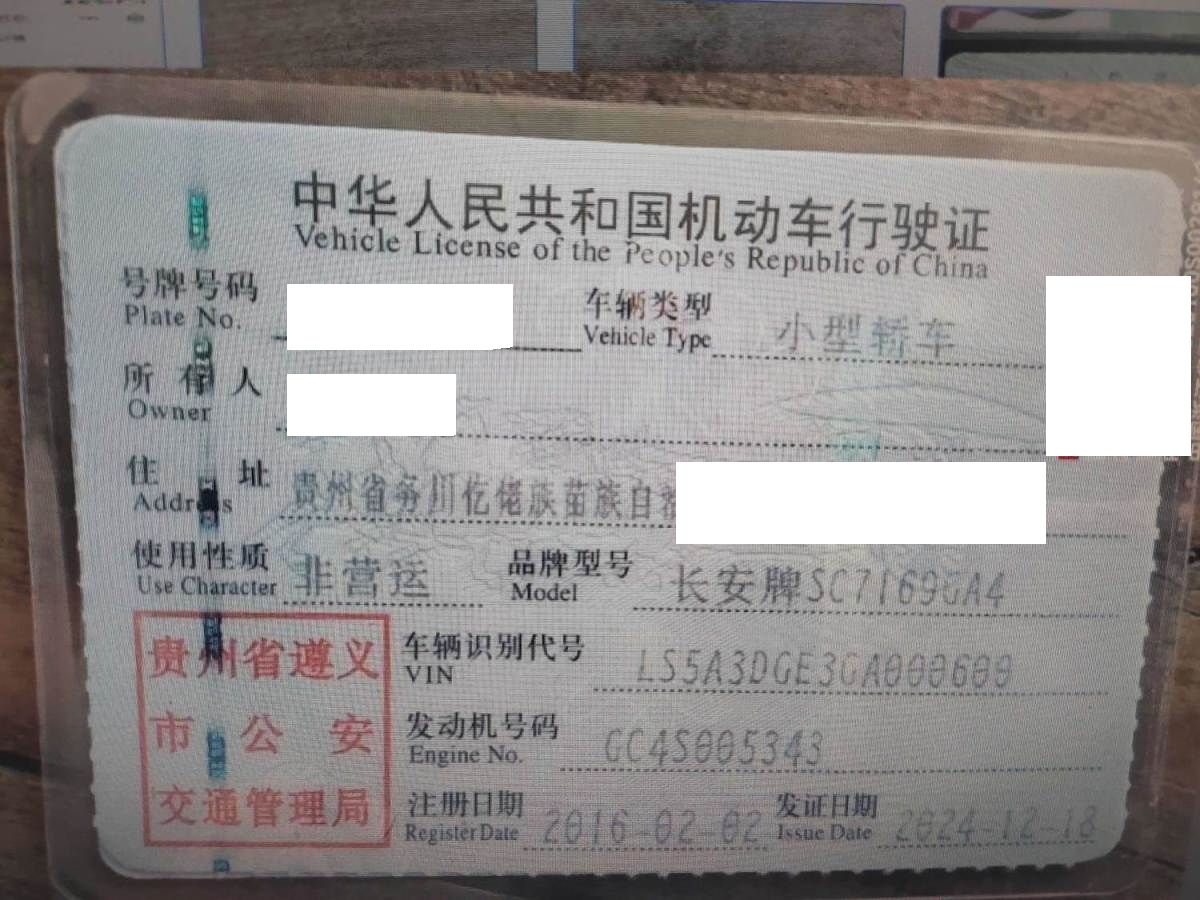 中华人民共和国机动车行驶证
Vehicle License of the People's Republic of China
号牌号码 车辆类型 小型轿车
Plate No. Vehicle Type
所有人
Owner
住址 贵州省务川仡佬族苗族自
Address
使用性质 非营运 品牌型号 长安牌SC7169GA4
Use Character Model
贵州省遵义
市公安
交通管理局
车辆识别代号 LS5A3DGE3GA000609
VIN
发动机号码 GC4S005343
Engine No.
注册日期 2016-02-02 发证日期 2024-12-18
Register Date Issue Date